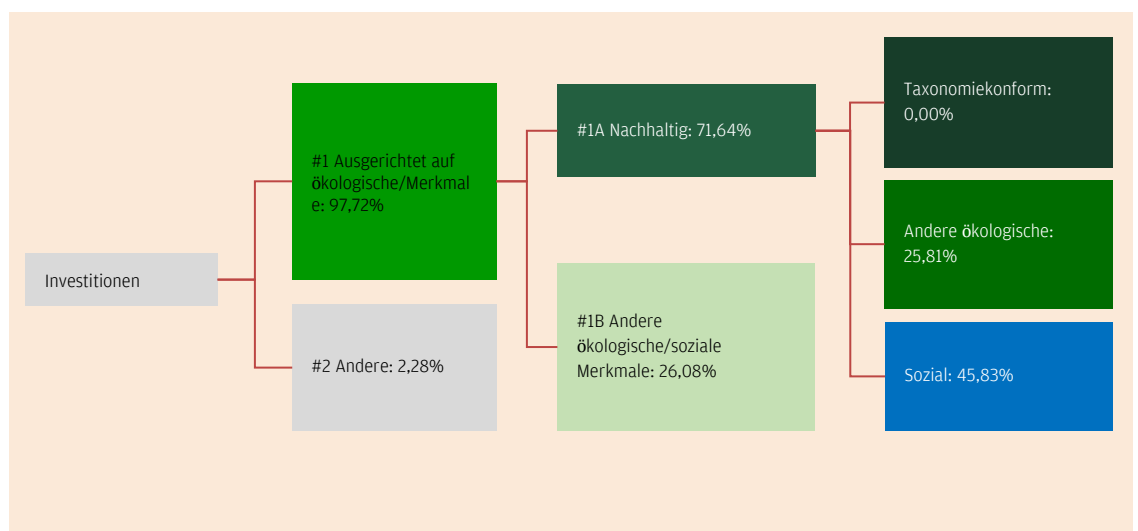 Investitionen
#1 Ausgerichtet auf
ökologische/Merkmal
e: 97,72%
#2 Andere: 2,28%
#1A Nachhaltig: 71,64%
#1B Andere
ökologische/soziale
Merkmale: 26,08%
Taxonomiekonform:
0,00%
Andere ökologische:
25,81%
Sozial: 45,83%